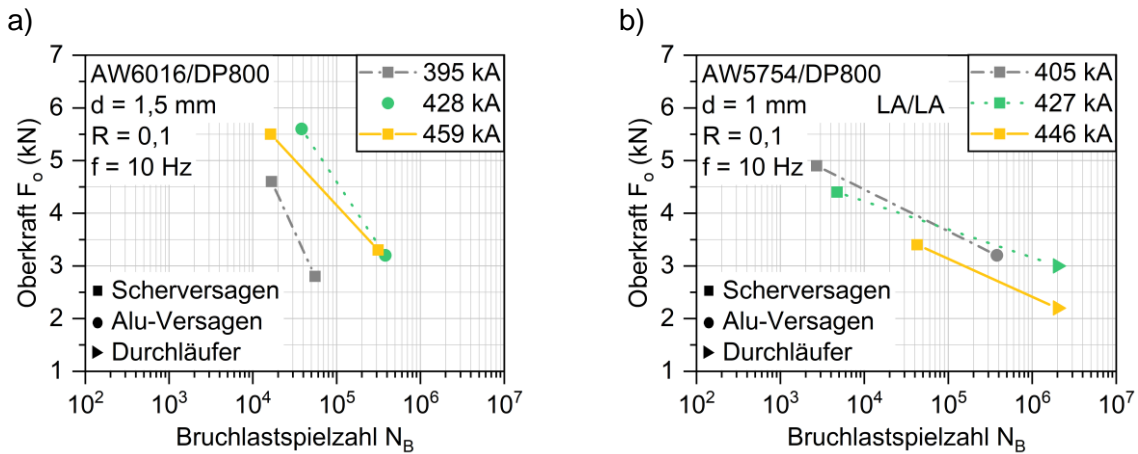 a)
7
6
5
4
3
2
1
Oberkraft Fₒ (kN)
AW6016/DP800
d = 1,5 mm
R = 0,1
f = 10 Hz
395 kA
428 kA
459 kA
Scherversagen
Alu-Versagen
Durchläufer
10² 10³ 10⁴ 10⁵ 10⁶ 10⁷
Bruchlastspielzahl N_B
b)
7
6
5
4
3
2
1
Oberkraft Fₒ (kN)
AW5754/DP800
d = 1 mm LA/LA
R = 0,1
f = 10 Hz
405 kA
427 kA
446 kA
Scherversagen
Alu-Versagen
Durchläufer
10² 10³ 10⁴ 10⁵ 10⁶ 10⁷
Bruchlastspielzahl N_B